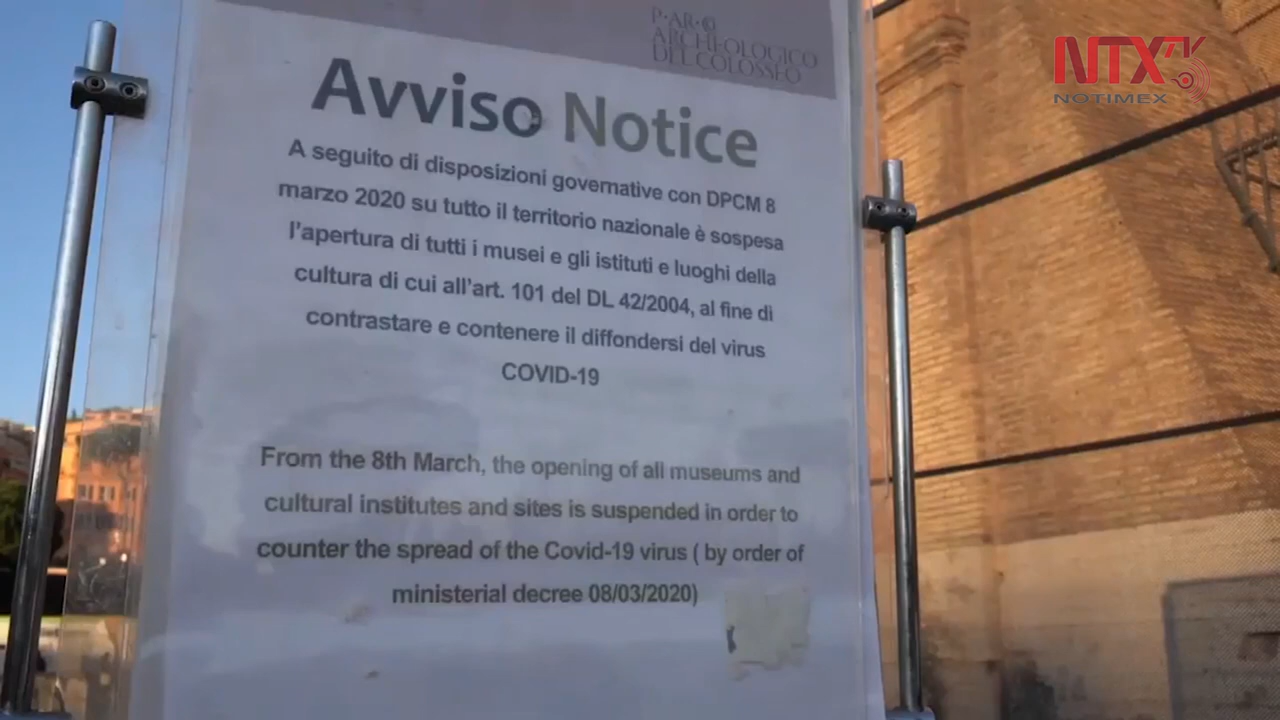 P·AR·CO
ARCHEOLOGICO
DEL COLOSSEO
NTX
NOTIMEX
Avviso Notice
A seguito di disposizioni governative con DPCM 8
marzo 2020 su tutto il territorio nazionale è sospesa
l'apertura di tutti i musei e gli istituti e luoghi della
cultura di cui all'art. 101 del DL 42/2004, al fine di
contrastare e contenere il diffondersi del virus
COVID-19
From the 8th March, the opening of all museums and
cultural institutes and sites is suspended in order to
counter the spread of the Covid-19 virus ( by order of
ministerial decree 08/03/2020)